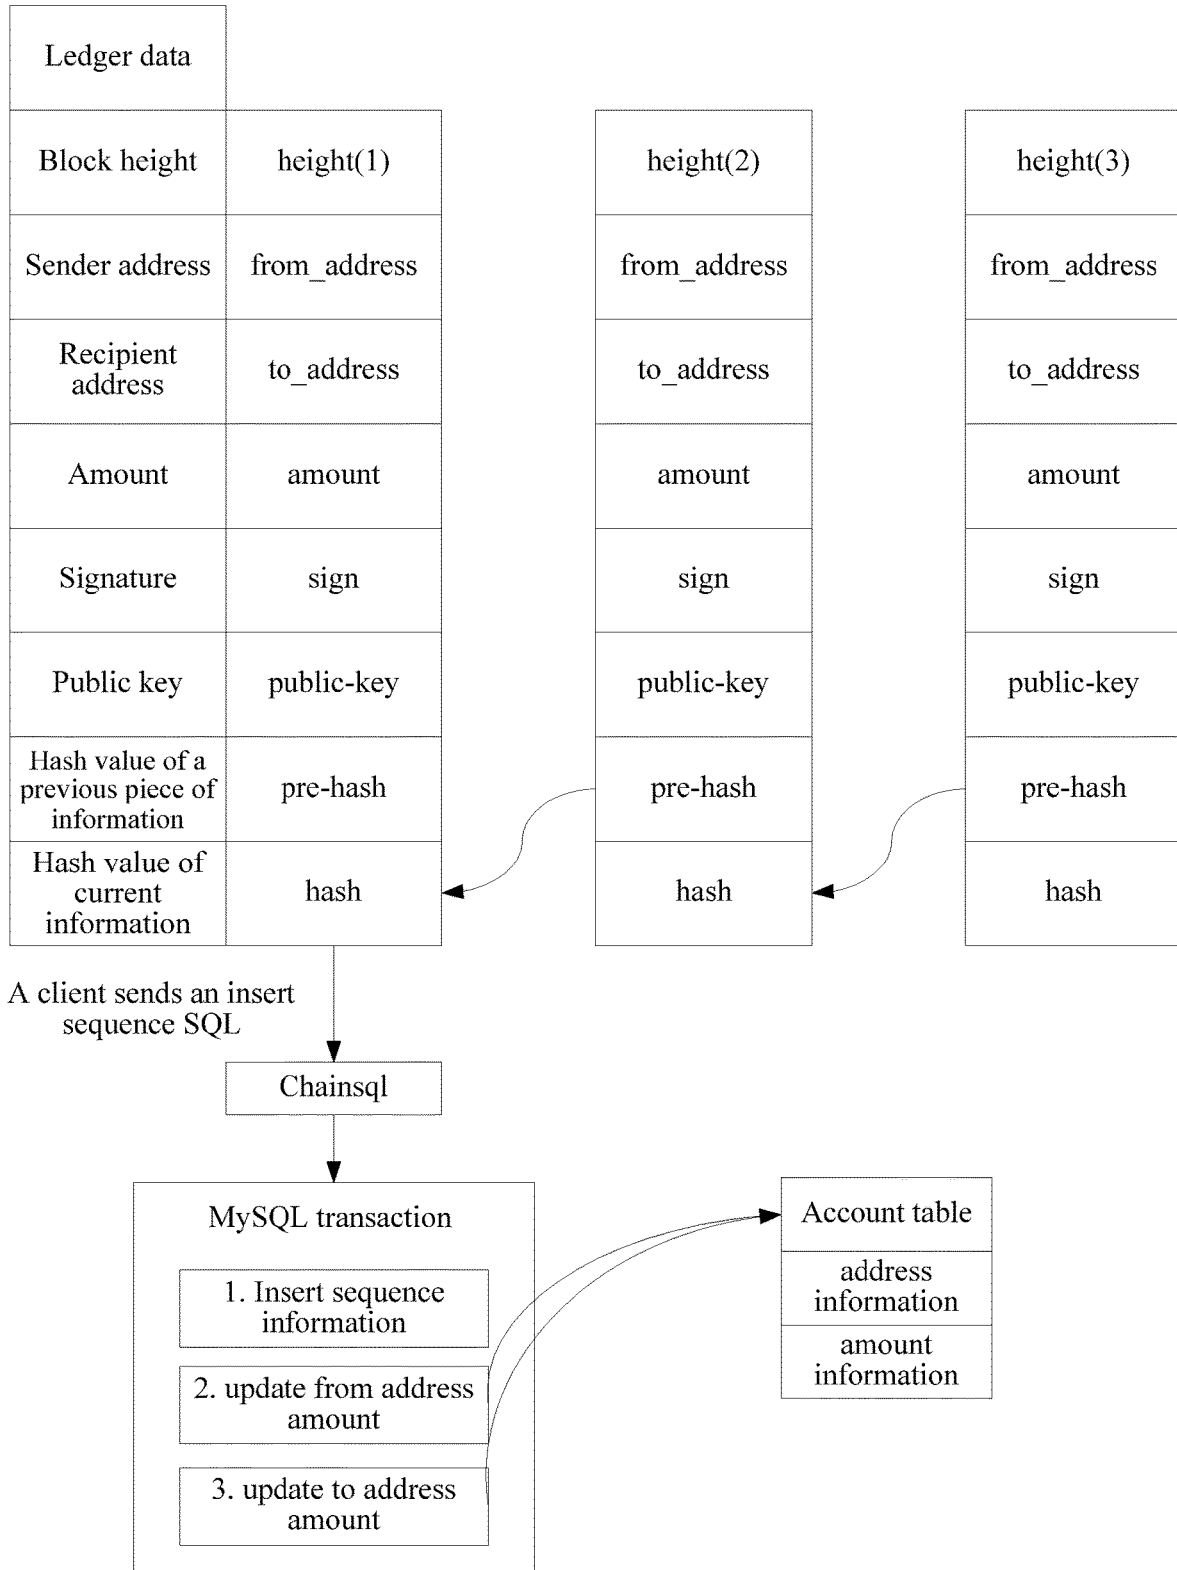 Ledger data
Block height
height(1)
height(2)
height(3)
Sender address
from_address
from_address
from_address
Recipient
address
to_address
to_address
to_address
Amount
amount
amount
amount
Signature
sign
sign
sign
Public key
public-key
public-key
public-key
Hash value of a
previous piece of
information
pre-hash
pre-hash
pre-hash
Hash value of
current
information
hash
hash
hash
A client sends an insert
sequence SQL
Chainsql
MySQL transaction
1. Insert sequence
information
2. update from address
amount
3. update to address
amount
Account table
address
information
amount
information